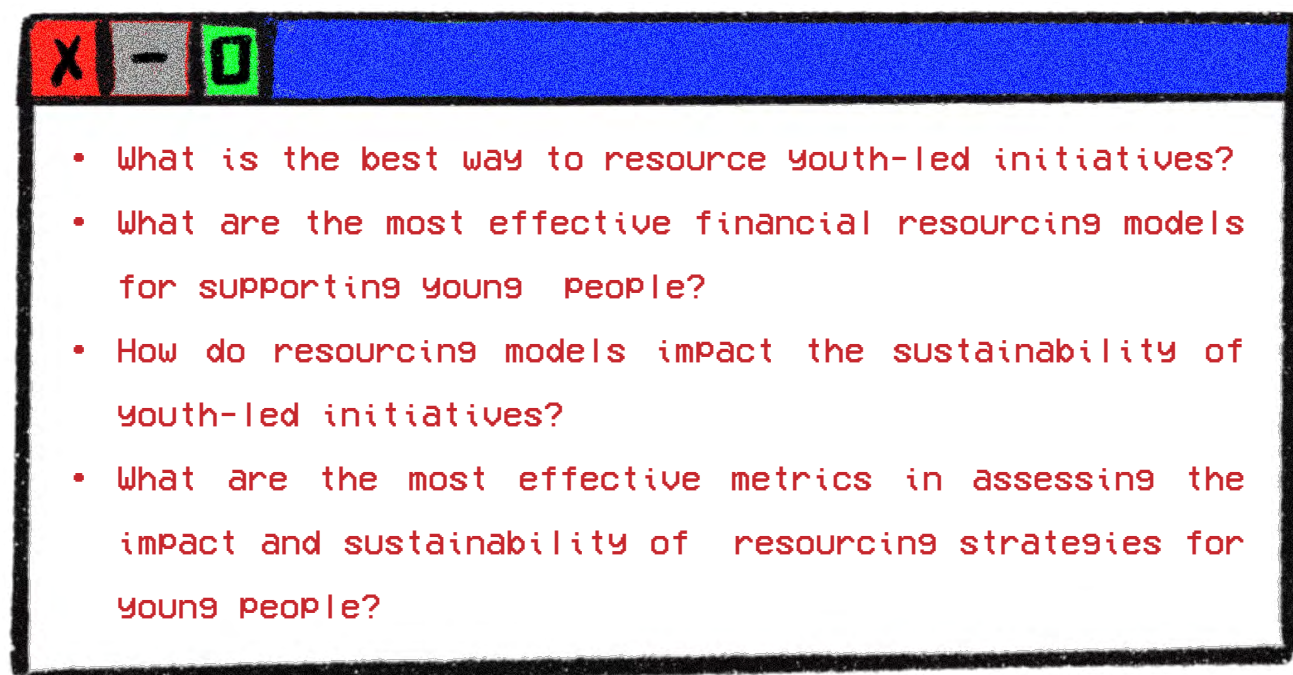 X - O
• What is the best way to resource youth-led initiatives?
• What are the most effective financial resourcing models
for supporting young people?
• How do resourcing models impact the sustainability of
youth-led initiatives?
• What are the most effective metrics in assessing the
impact and sustainability of resourcing strategies for
young people?